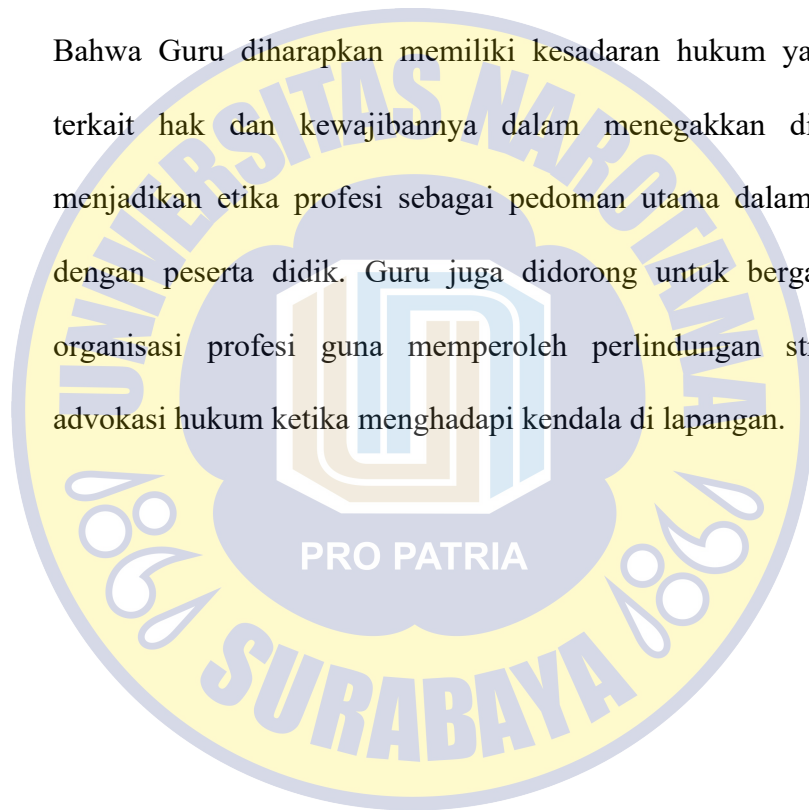 Bahwa Guru diharapkan memiliki kesadaran hukum ya
terkait hak dan kewajibannya dalam menegakkan di
menjadikan etika profesi sebagai pedoman utama dalam
dengan peserta didik. Guru juga didorong untuk berga
organisasi profesi guna memperoleh perlindungan st
advokasi hukum ketika menghadapi kendala di lapangan.
UNIVERSITAS NAROTAMA
PRO PATRIA
SURABAYA